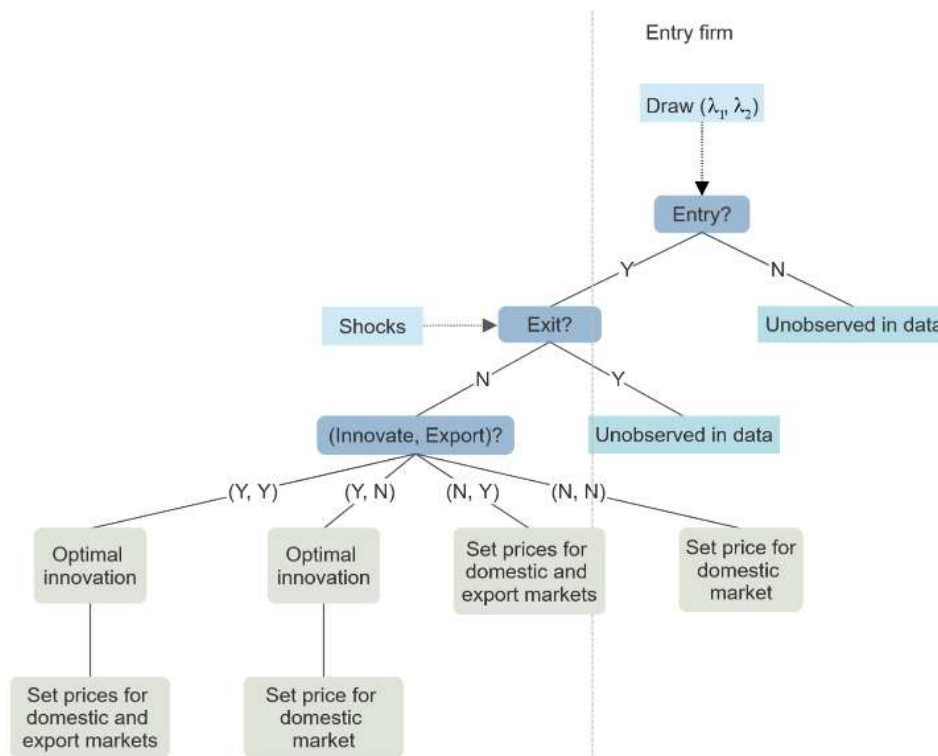 Entry firm
Draw (λ₁, λ₂)
Entry?
Y
N
Shocks
Exit?
Unobserved in data
N
Y
(Innovate, Export)?
Unobserved in data
(Y, Y)
(Y, N)
(N, Y)
(N, N)
Optimal
innovation
Optimal
innovation
Set prices for
domestic and
export markets
Set price for
domestic
market
Set prices for
domestic and
export markets
Set price for
domestic
market